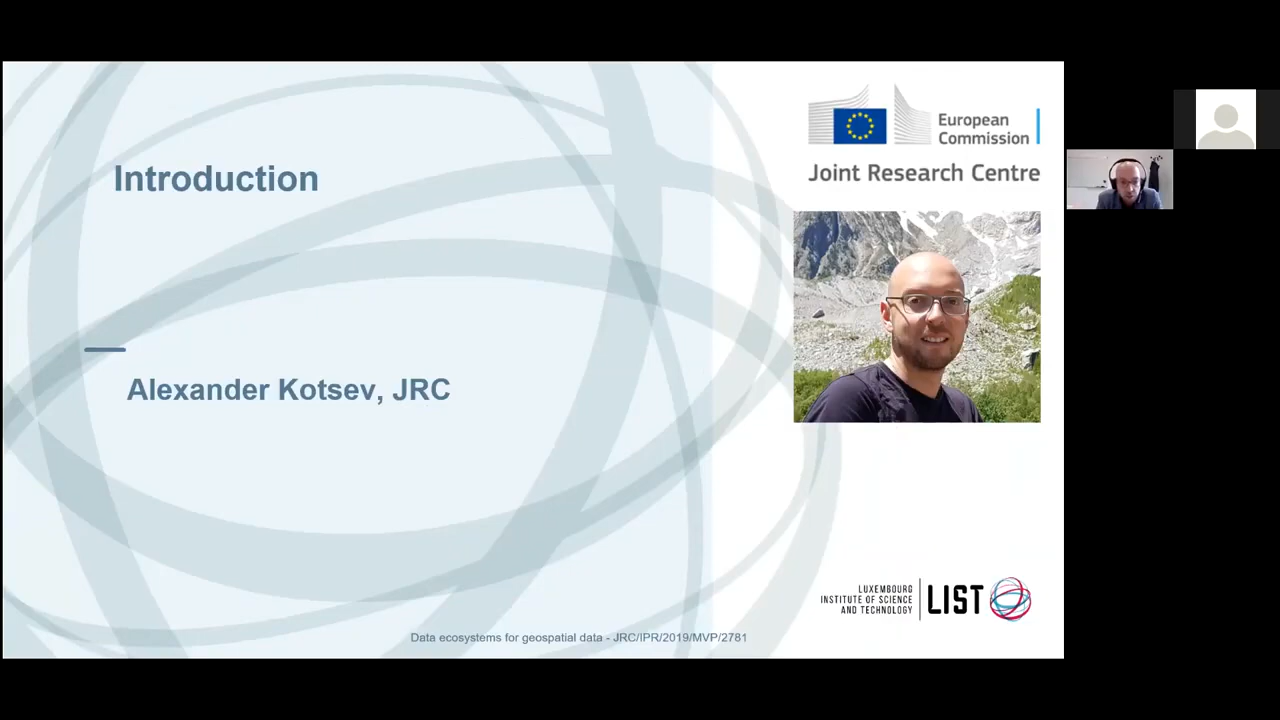 Introduction
Alexander Kotsev, JRC
European
Commission
Joint Research Centre
LUXEMBOURG
INSTITUTE OF SCIENCE
AND TECHNOLOGY
LIST
Data ecosystems for geospatial data - JRC/IPR/2019/MVP/2781